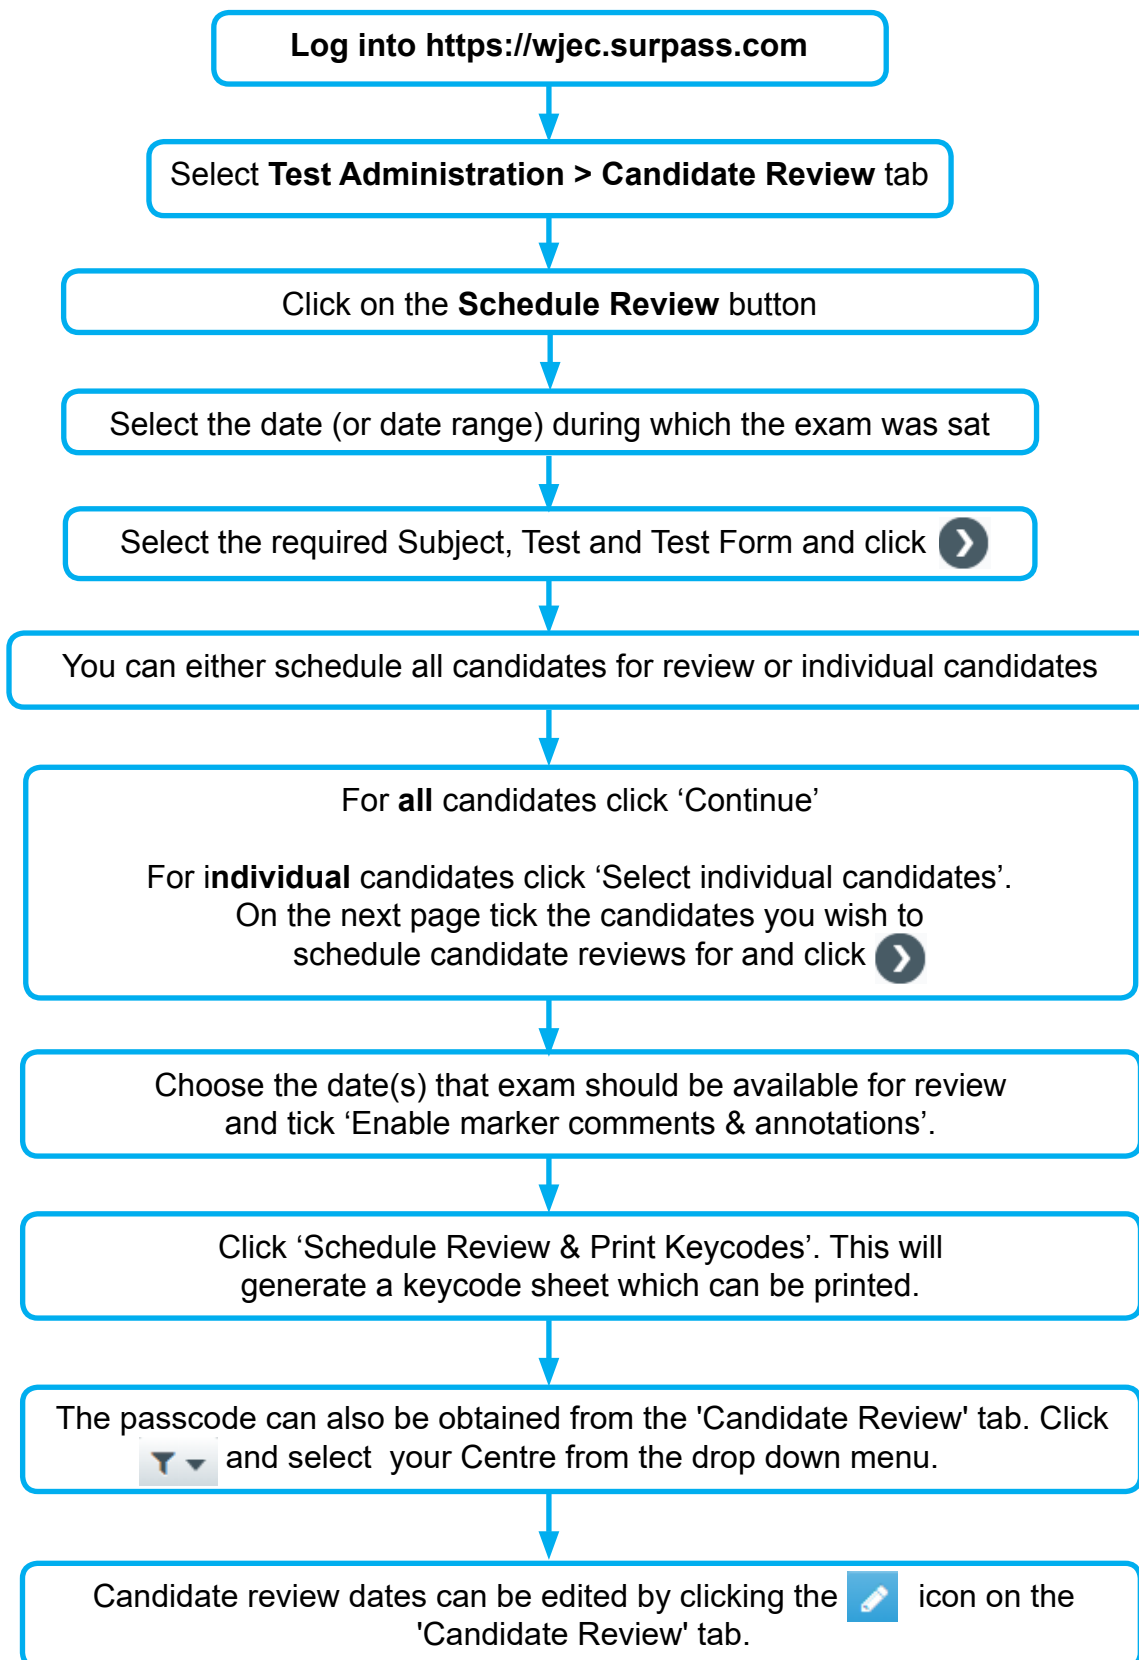 Log into https://wjec.surpass.com
Select Test Administration > Candidate Review tab
Click on the Schedule Review button
Select the date (or date range) during which the exam was sat
Select the required Subject, Test and Test Form and click
You can either schedule all candidates for review or individual candidates
For all candidates click ‘Continue’
For individual candidates click ‘Select individual candidates’.
On the next page tick the candidates you wish to
schedule candidate reviews for and click
Choose the date(s) that exam should be available for review
and tick ‘Enable marker comments & annotations’.
Click ‘Schedule Review & Print Keycodes’. This will
generate a keycode sheet which can be printed.
The passcode can also be obtained from the 'Candidate Review' tab. Click
and select your Centre from the drop down menu.
Candidate review dates can be edited by clicking the icon on the
'Candidate Review' tab.